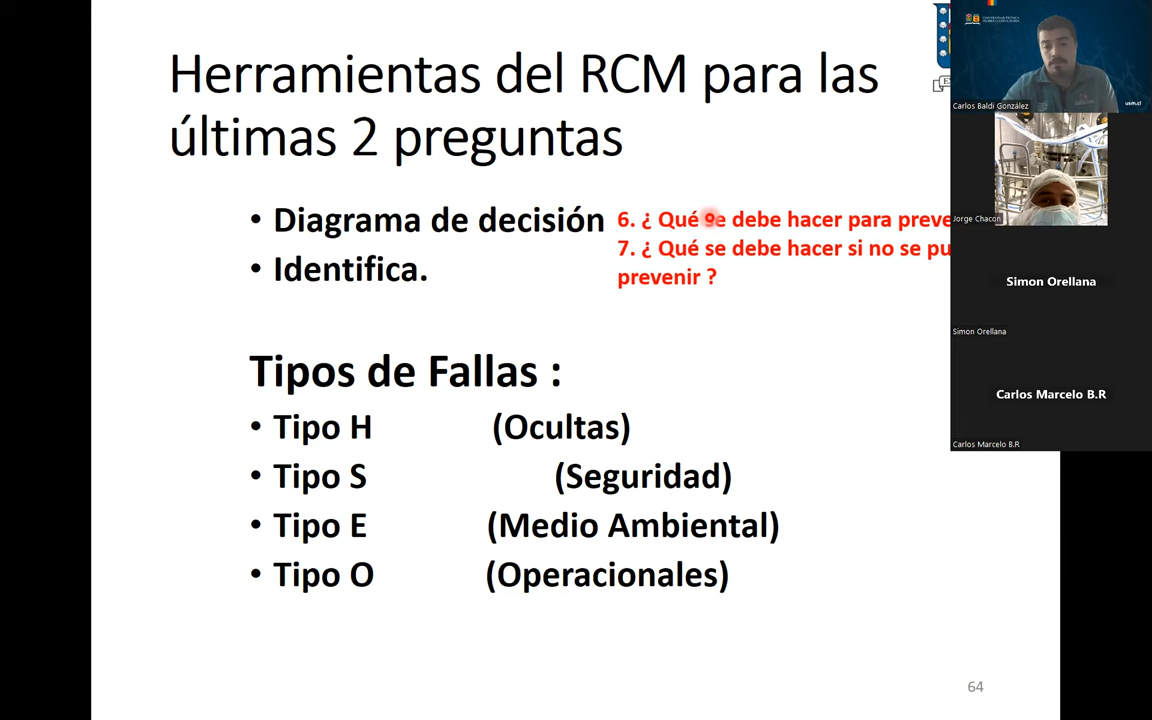 Herramientas del RCM para las
últimas 2 preguntas
• Diagrama de decisión
• Identifica.
6. ¿ Qué se debe hacer para
7. ¿ Qué se debe hacer si no se
prevenir ?
Tipos de Fallas :
• Tipo H (Ocultas)
• Tipo S (Seguridad)
• Tipo E (Medio Ambiental)
• Tipo O (Operacionales)
64
Carlos Baldi González
usm.cl
Jorge Chacon
Simon Orellana
Simon Orellana
Carlos Marcelo B.R
Carlos Marcelo B.R